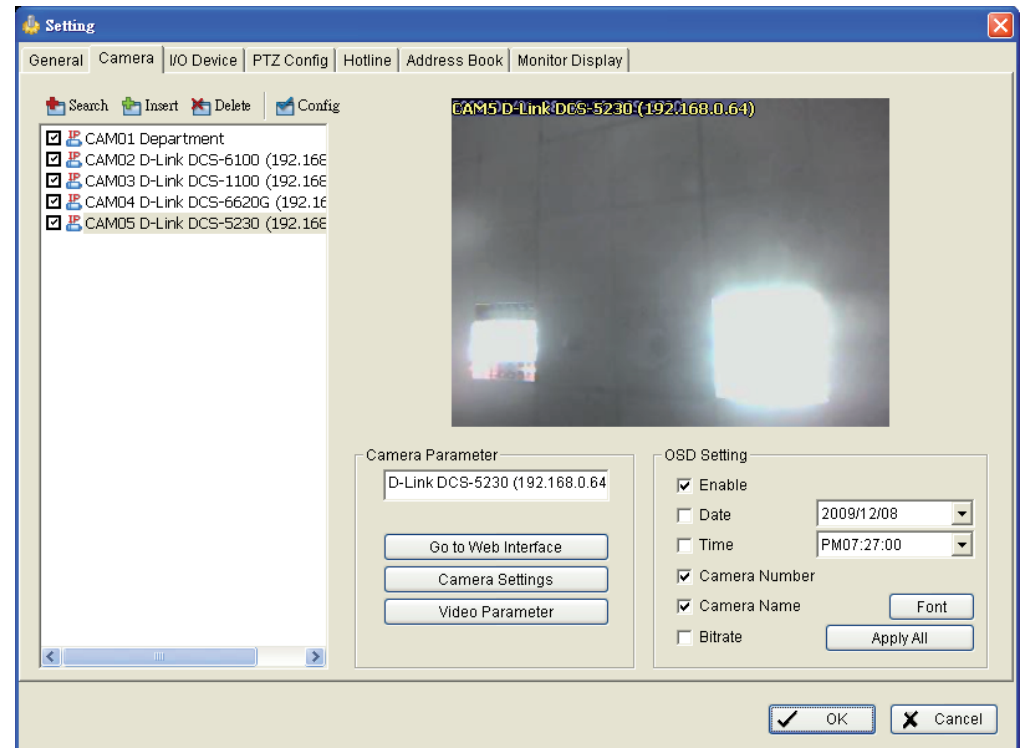 Setting
General Camera I/O Device PTZ Config Hotline Address Book Monitor Display
Search Insert Delete Config
CAM01 Department
CAM02 D-Link DCS-6100 (192.168
CAM03 D-Link DCS-1100 (192.168
CAM04 D-Link DCS-6620G (192.16
CAM05 D-Link DCS-5230 (192.168
CAM5 D-Link DCS-5230 (192.168.0.64)
Camera Parameter
D-Link DCS-5230 (192.168.0.64
Go to Web Interface
Camera Settings
Video Parameter
OSD Setting
Enable
Date 2009/12/08
Time PM07:27:00
Camera Number
Camera Name Font
Bitrate Apply All
OK Cancel